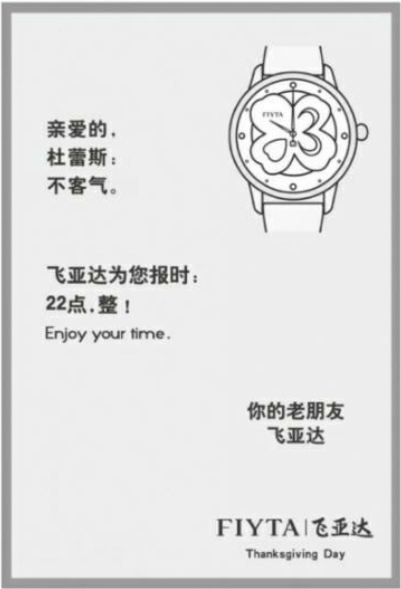 FIYTA
亲爱的，
杜蕾斯：
不客气。
飞亚达为您报时：
22点.整！
Enjoy your time.
你的老朋友
飞亚达
FIYTA|飞亚达
Thanksgiving Day